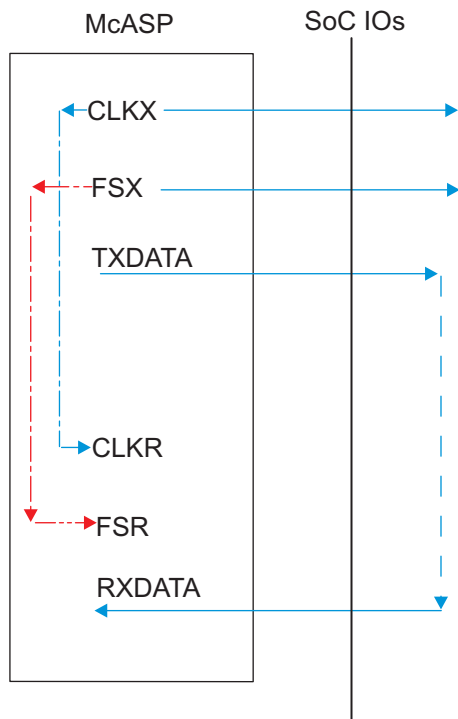 McASP
SoC IOs
CLKX
FSX
TXDATA
CLKR
FSR
RXDATA